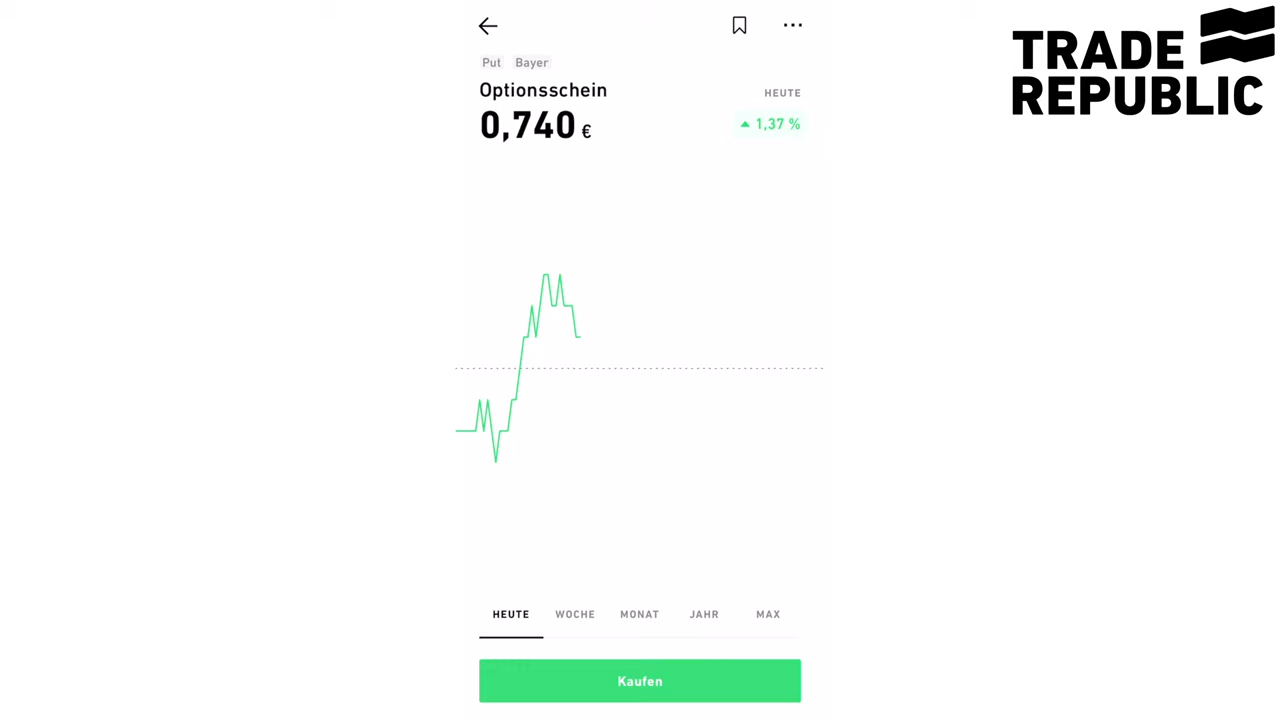 TRADE
REPUBLIC
Put Bayer
Optionsschein
HEUTE
0,740 €
1,37 %
HEUTE WOCHE MONAT JAHR MAX
Kaufen